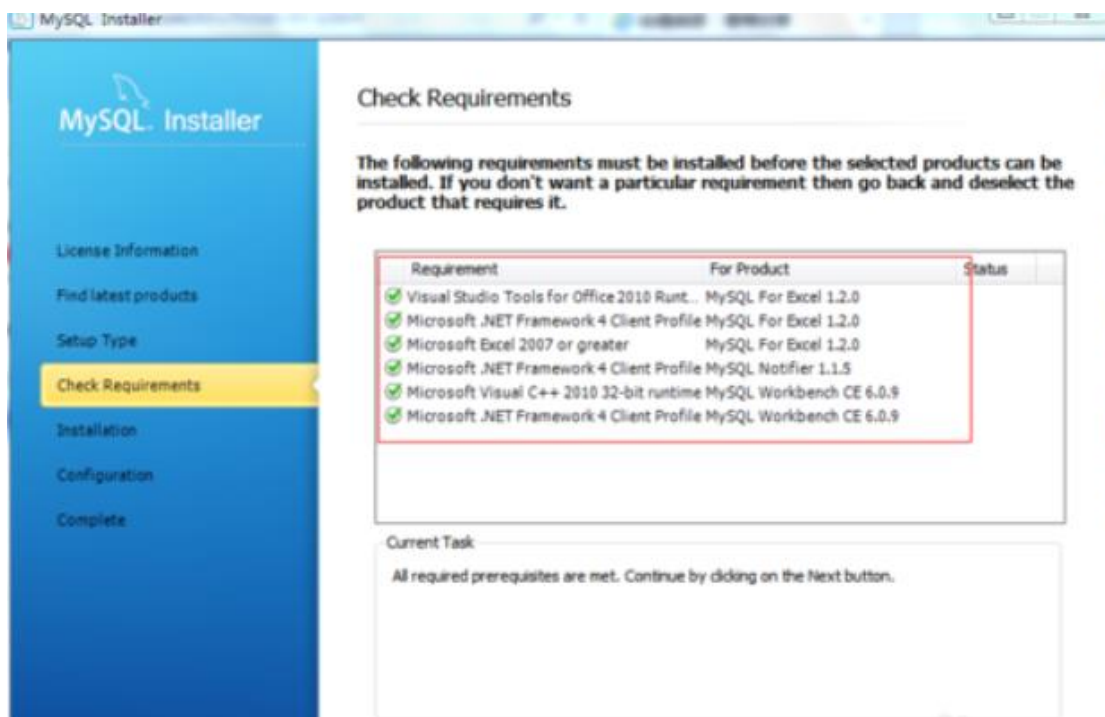 MySQL Installer
MySQL. Installer
License Information
Find latest products
Setup Type
Check Requirements
Installation
Configuration
Complete
Check Requirements
The following requirements must be installed before the selected products can be
installed. If you don't want a particular requirement then go back and deselect the
product that requires it.
Requirement For Product Status
Visual Studio Tools for Office 2010 Runt... MySQL For Excel 1.2.0
Microsoft .NET Framework 4 Client Profile MySQL For Excel 1.2.0
Microsoft Excel 2007 or greater MySQL For Excel 1.2.0
Microsoft .NET Framework 4 Client Profile MySQL Notifier 1.1.5
Microsoft Visual C++ 2010 32-bit runtime MySQL Workbench CE 6.0.9
Microsoft .NET Framework 4 Client Profile MySQL Workbench CE 6.0.9
Current Task
All required prerequisites are met. Continue by clicking on the Next button.